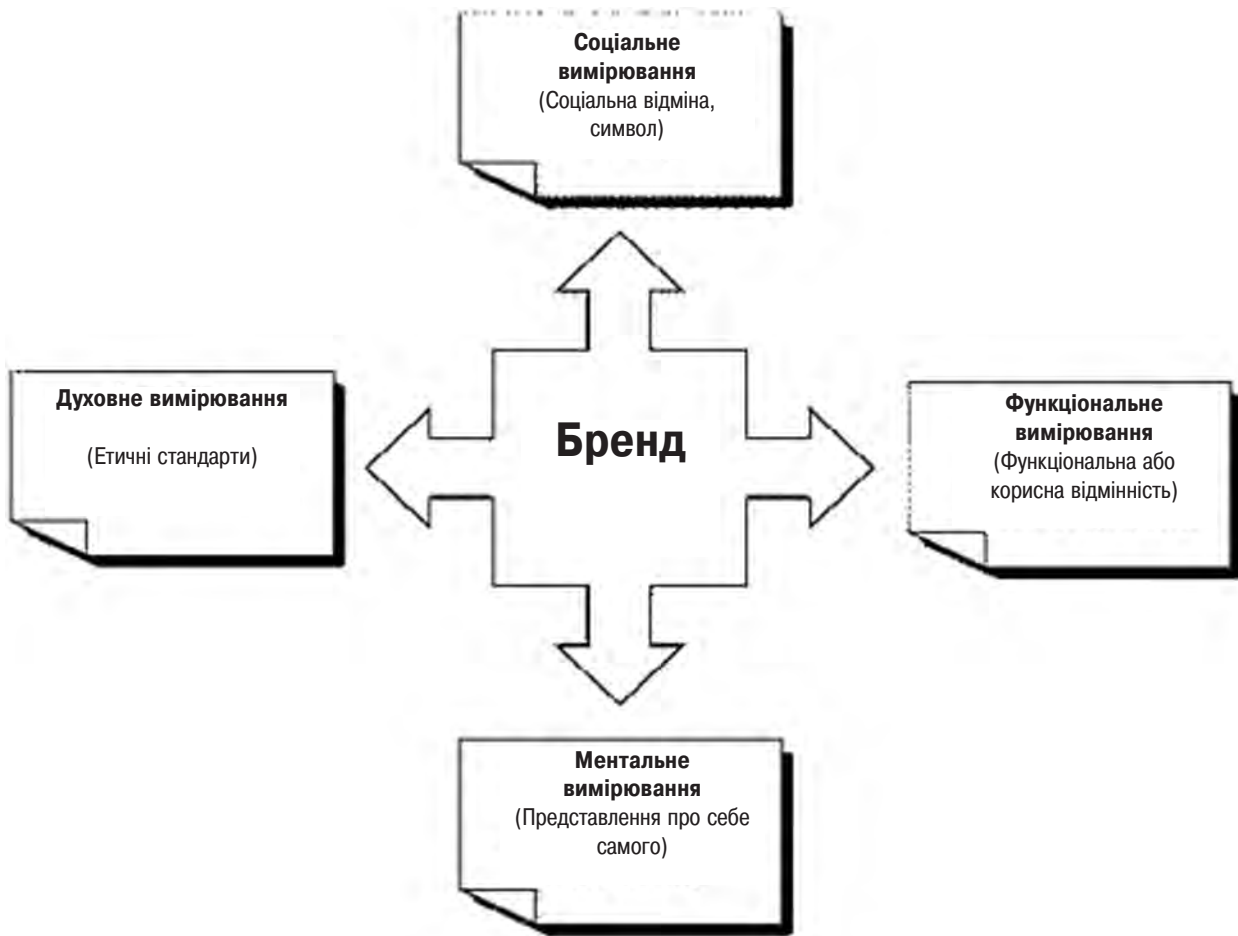 Соціальне
вимірювання
(Соціальна відміна,
символ)
Духовне вимірювання
(Етичні стандарти)
Бренд
Функціональне
вимірювання
(Функціональна або
корисна відмінність)
Ментальне
вимірювання
(Представлення про себе
самого)